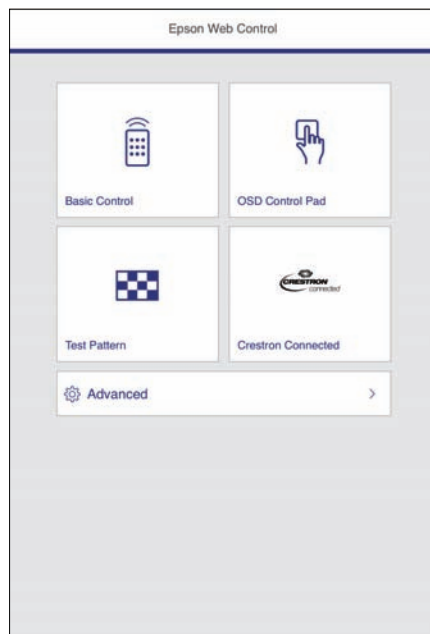 Epson Web Control
Basic Control
OSD Control Pad
Test Pattern
CRESTRON
connected
Crestron Connected
Advanced